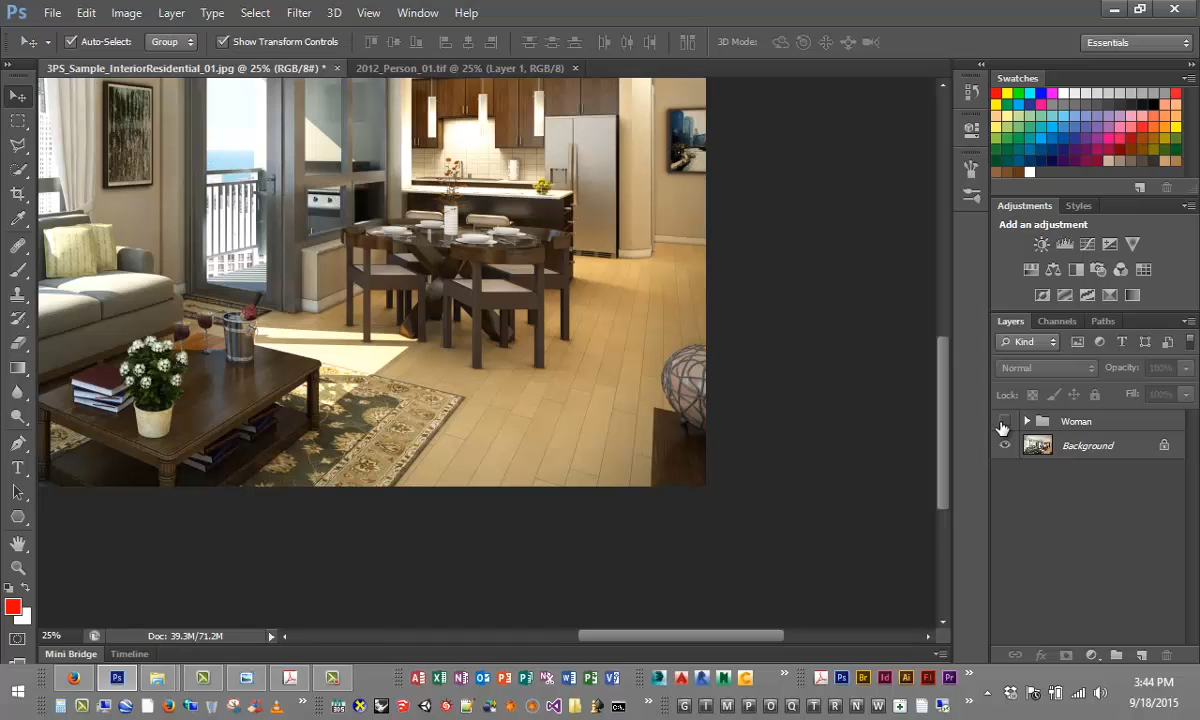 Ps File Edit Image Layer Type Select Filter 3D View Window Help
Auto-Select: Group Show Transform Controls 3D Mode: Essentials
3PS_Sample_InteriorResidential_01.jpg @ 25% (RGB/8#) * × 2012_Person_01.tif @ 25% (Layer 1, RGB/8) ×
Swatches
Adjustments Styles
Add an adjustment
Layers Channels Paths
Kind
Normal Opacity: 100%
Lock: Fill: 100%
Woman
Background
25% Doc: 39.3M/71.2M
Mini Bridge Timeline
3:44 PM
9/18/2015